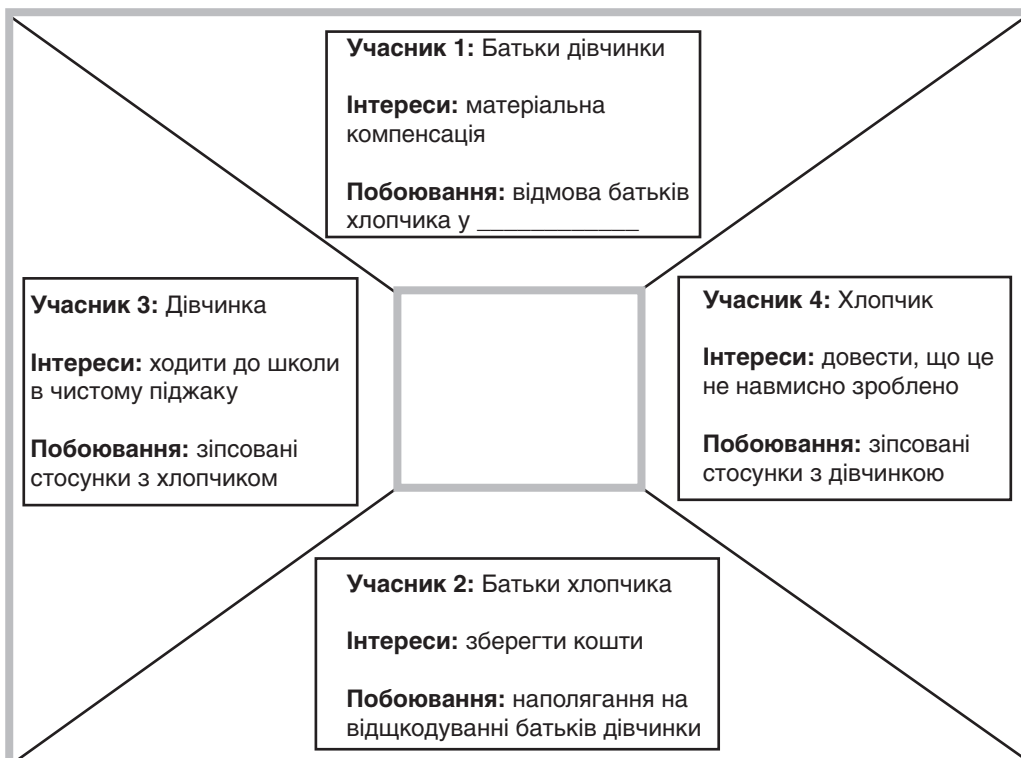 Учасник 1: Батьки дівчинки
Інтереси: матеріальна
компенсація
Побоювання: відмова батьків
хлопчика у ____________
Учасник 3: Дівчинка
Інтереси: ходити до школи
в чистому піджаку
Побоювання: зіпсовані
стосунки з хлопчиком
Учасник 4: Хлопчик
Інтереси: довести, що це
не навмисно зроблено
Побоювання: зіпсовані
стосунки з дівчинкою
Учасник 2: Батьки хлопчика
Інтереси: зберегти кошти
Побоювання: наполягання на
відщкодуванні батьків дівчинки